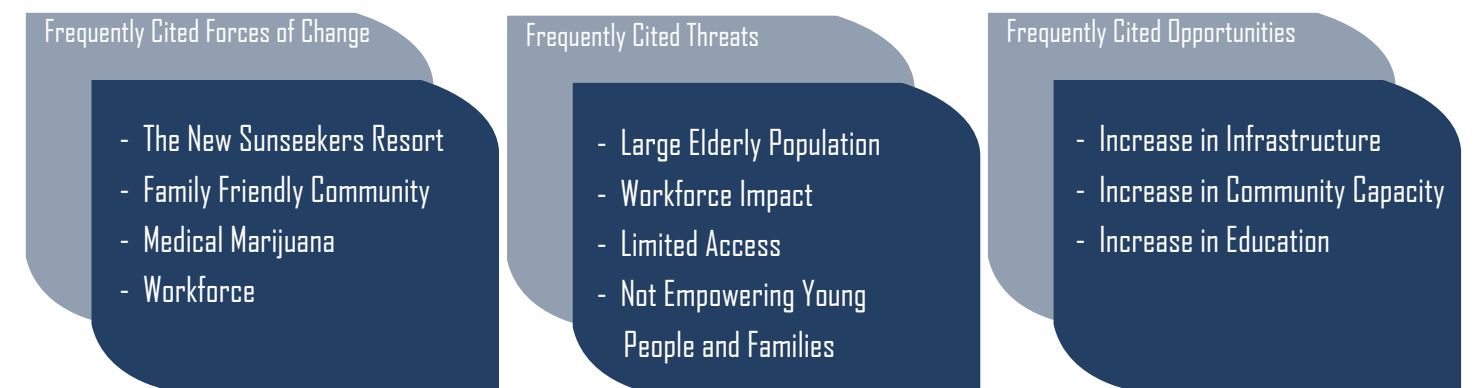 Frequently Cited Forces of Change
- The New Sunseekers Resort
- Family Friendly Community
- Medical Marijuana
- Workforce
Frequently Cited Threats
- Large Elderly Population
- Workforce Impact
- Limited Access
- Not Empowering Young
People and Families
Frequently Cited Opportunities
- Increase in Infrastructure
- Increase in Community Capacity
- Increase in Education